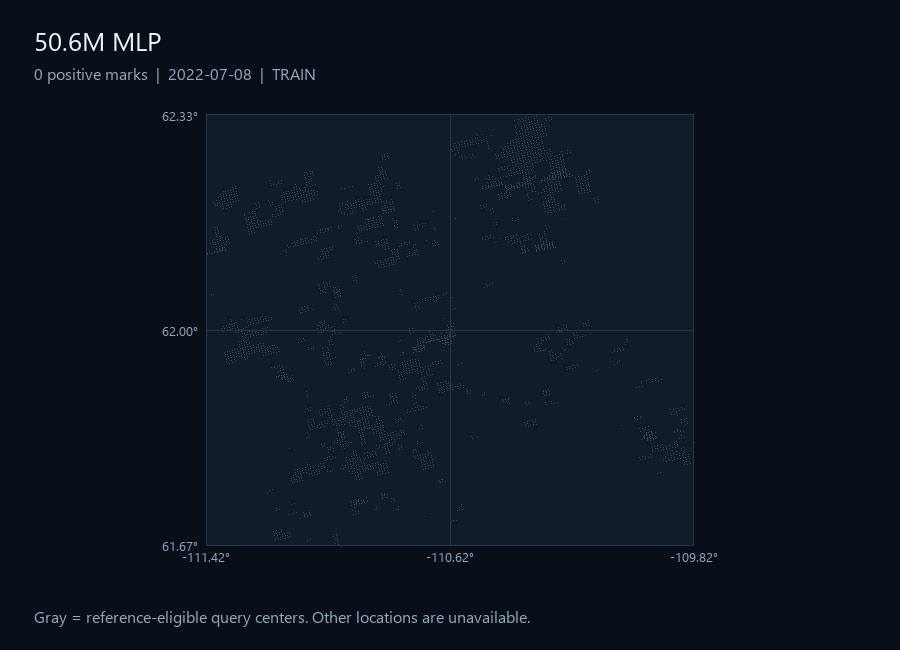 50.6M MLP
0 positive marks | 2022-07-08 | TRAIN
62.33°
62.00°
61.67°
-111.42° -110.62° -109.82°
Gray = reference-eligible query centers. Other locations are unavailable.